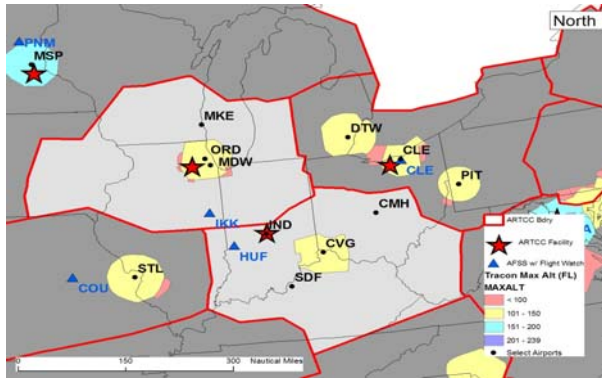 North
PNM
MSP
MKE
ORD
MDW
DTW
CLE
CLE
PIT
IKK
IND
CMH
HUF
CVG
STL
COU
SDF
ARTCC Bdry
ARTCC Facility
AFSS w/ Flight Watch
Tracon Max Alt (FL)
MAXALT
< 100
101 - 150
151 - 200
201 - 239
Select Airports
0 150 300
Nautical Miles